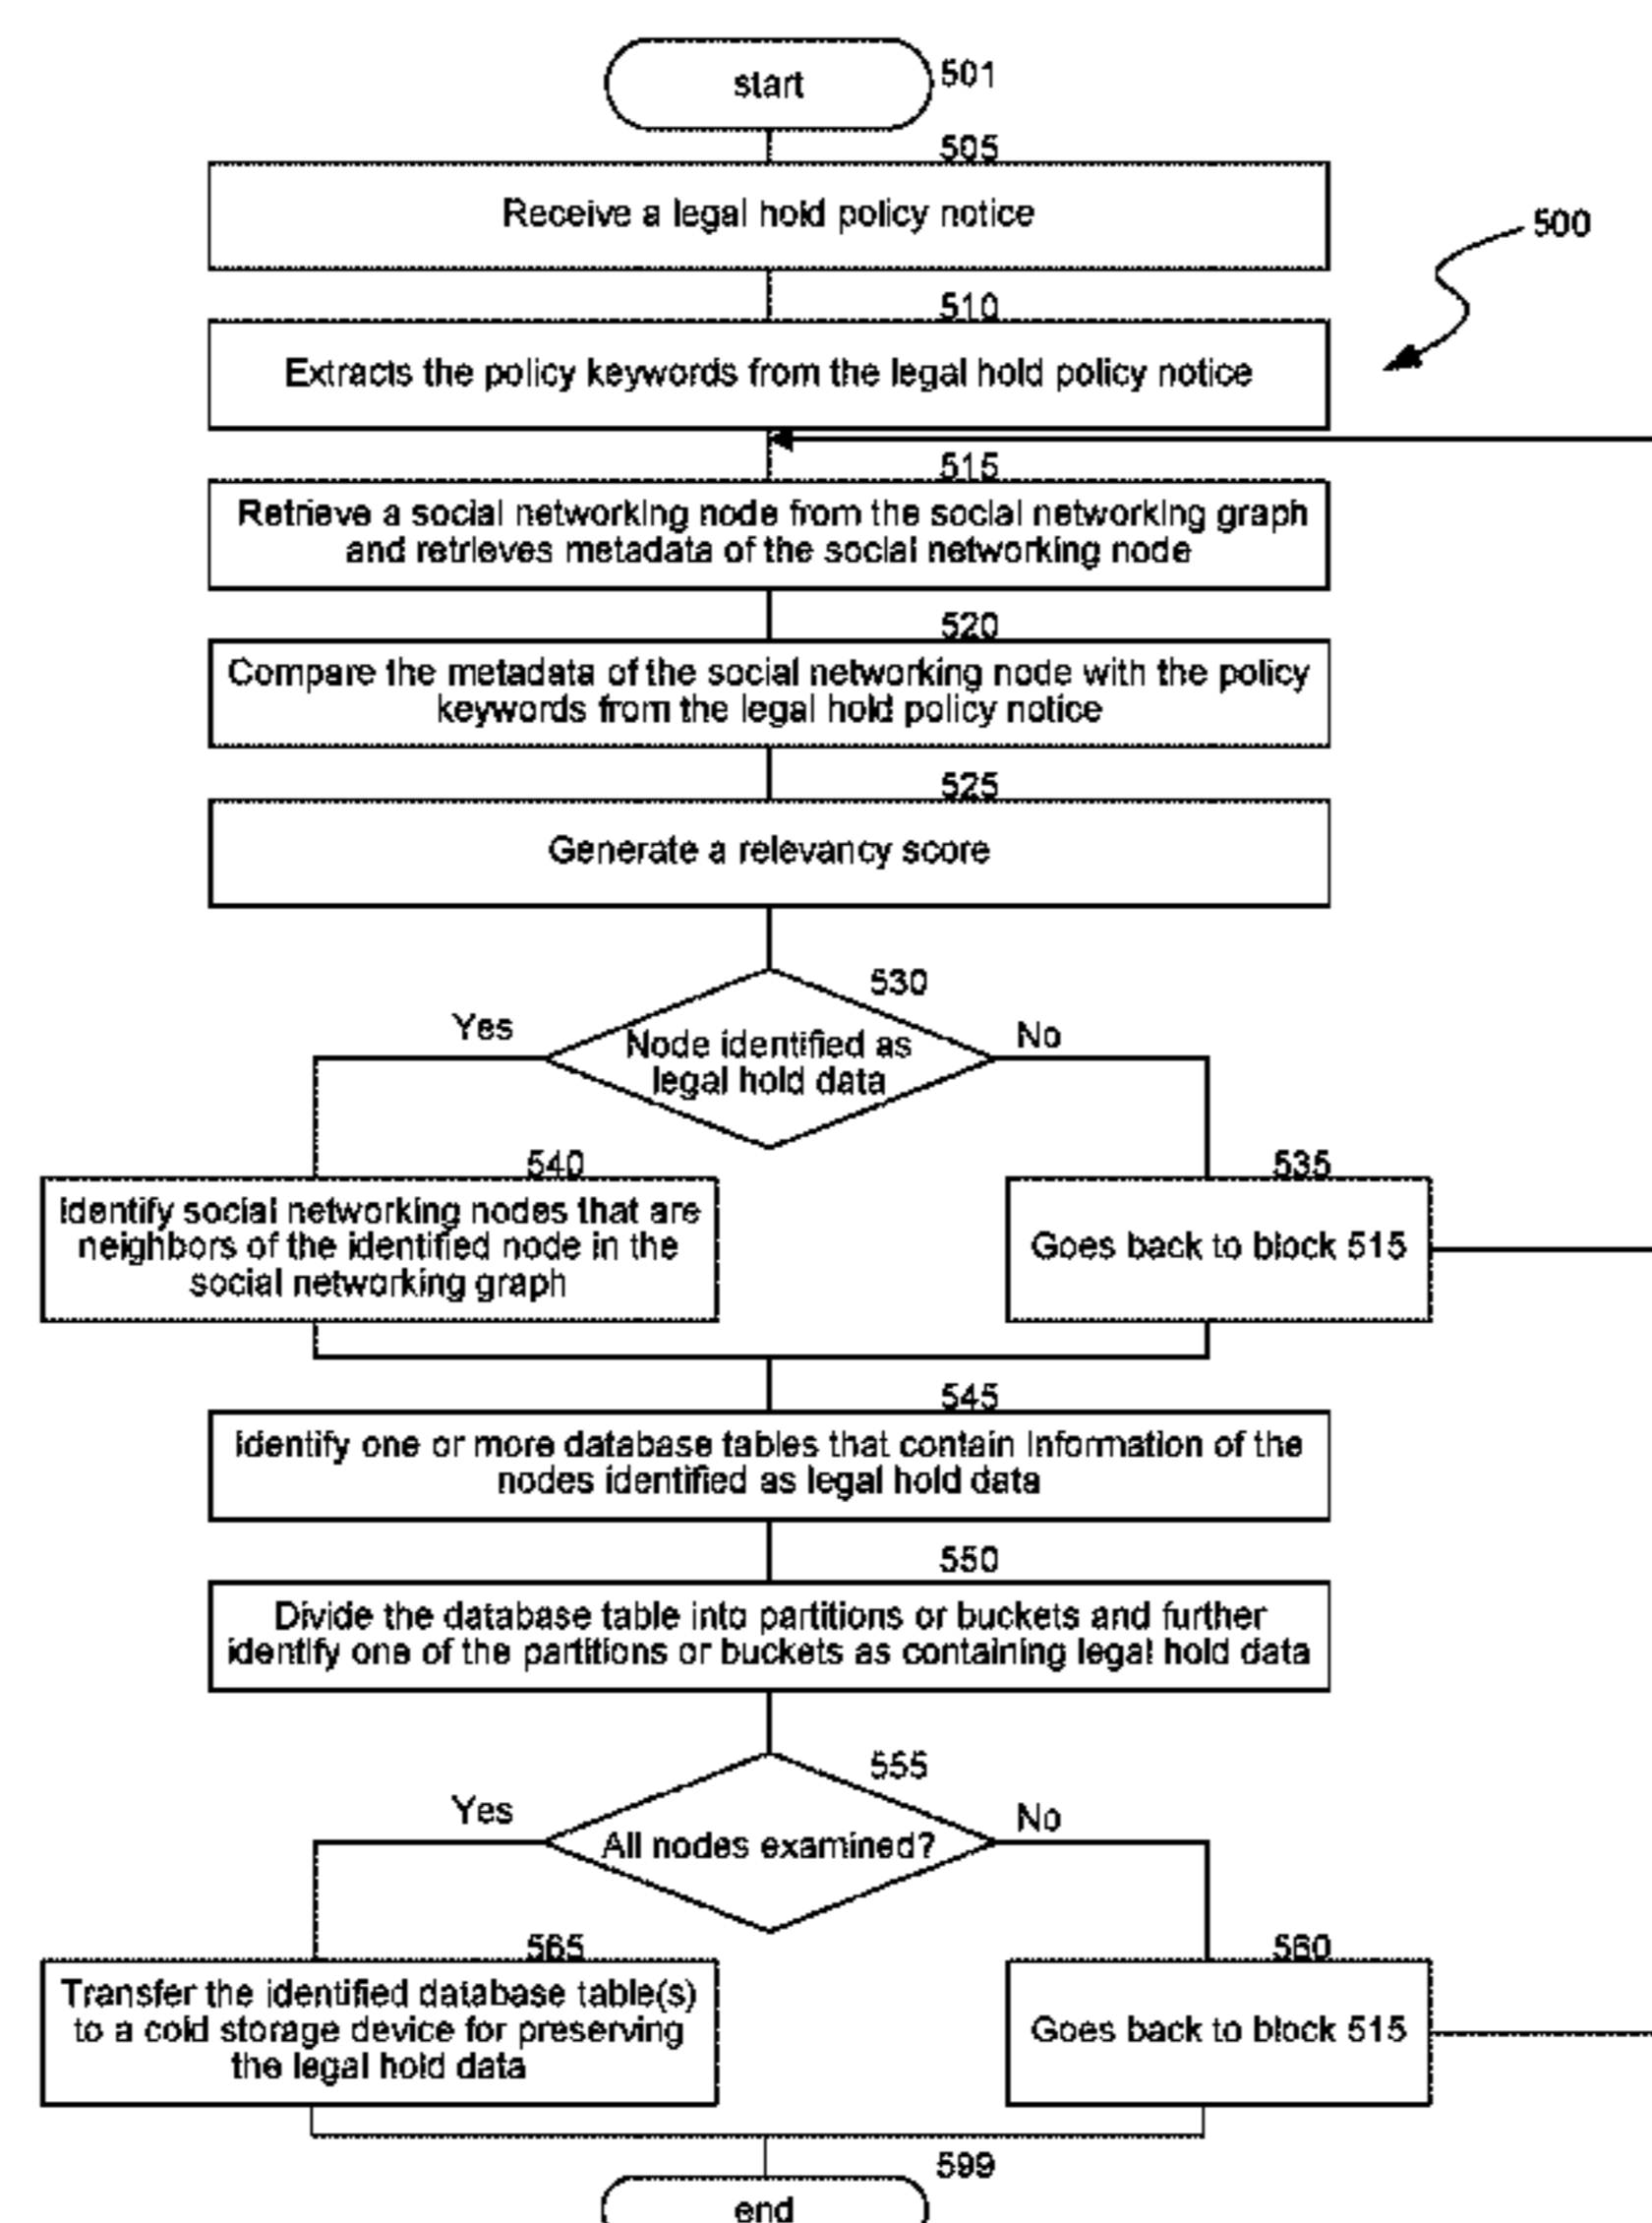 start
501
505
Receive a legal hold policy notice
500
510
Extracts the policy keywords from the legal hold policy notice
515
Retrieve a social networking node from the social networking graph
and retrieves metadata of the social networking node
520
Compare the metadata of the social networking node with the policy
keywords from the legal hold policy notice
525
Generate a relevancy score
530
Yes
Node identified as
legal hold data
No
540
Identify social networking nodes that are
neighbors of the identified node in the
social networking graph
535
Goes back to block 515
545
Identify one or more database tables that contain information of the
nodes identified as legal hold data
550
Divide the database table into partitions or buckets and further
identify one of the partitions or buckets as containing legal hold data
555
Yes
All nodes examined?
No
565
Transfer the identified database table(s)
to a cold storage device for preserving
the legal hold data
560
Goes back to block 515
599
end